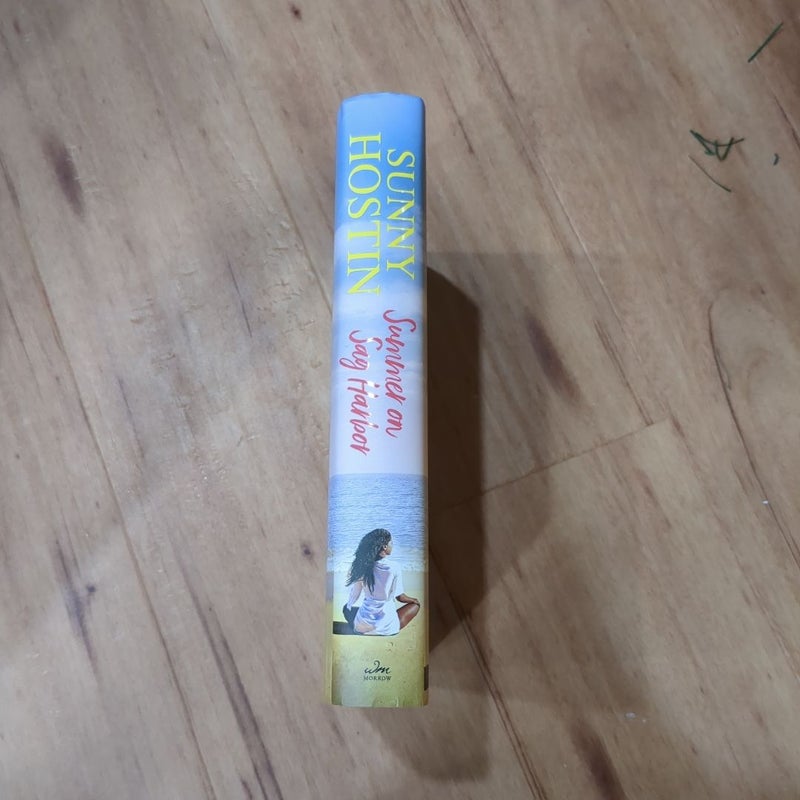 SUNNY
HOSTIN
Summer on
Sag Harbor
wm
MORROW